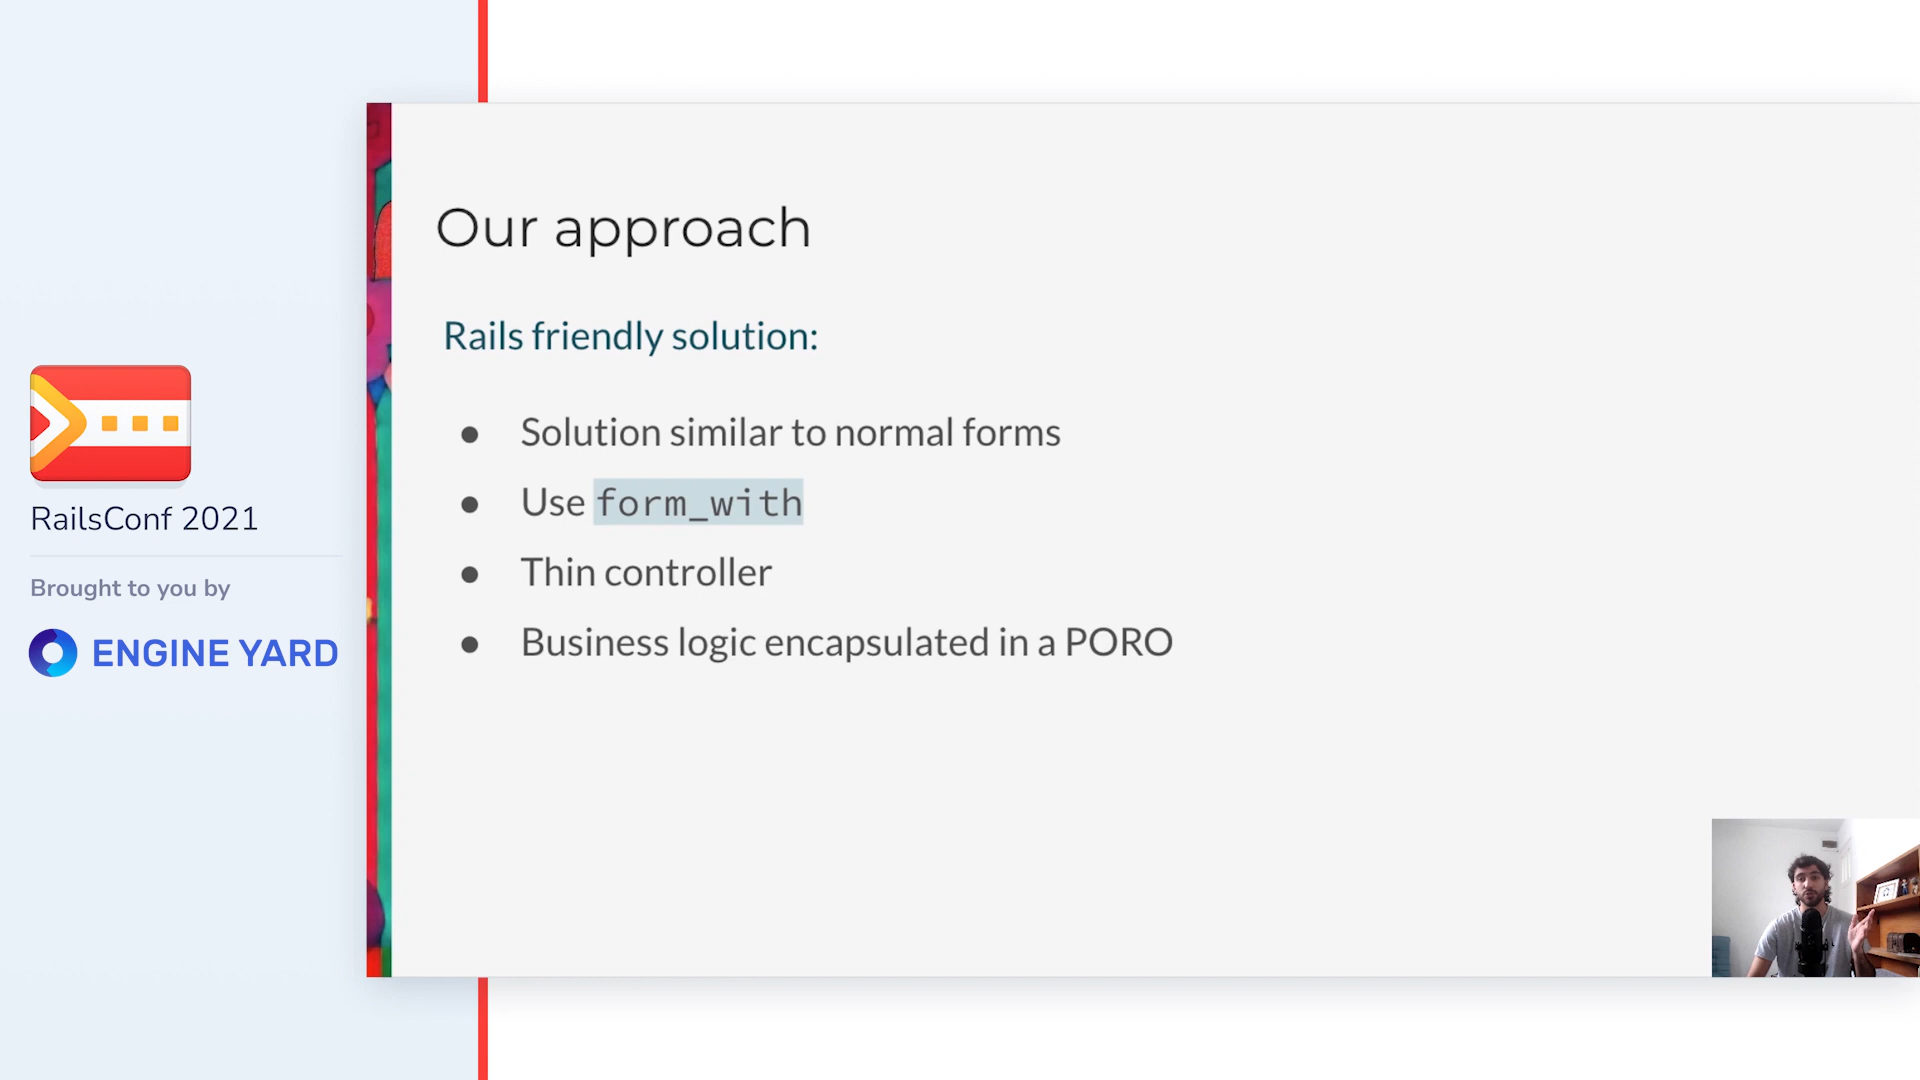 RailsConf 2021
Brought to you by
ENGINE YARD
Our approach
Rails friendly solution:
● Solution similar to normal forms
● Use form_with
● Thin controller
● Business logic encapsulated in a PORO